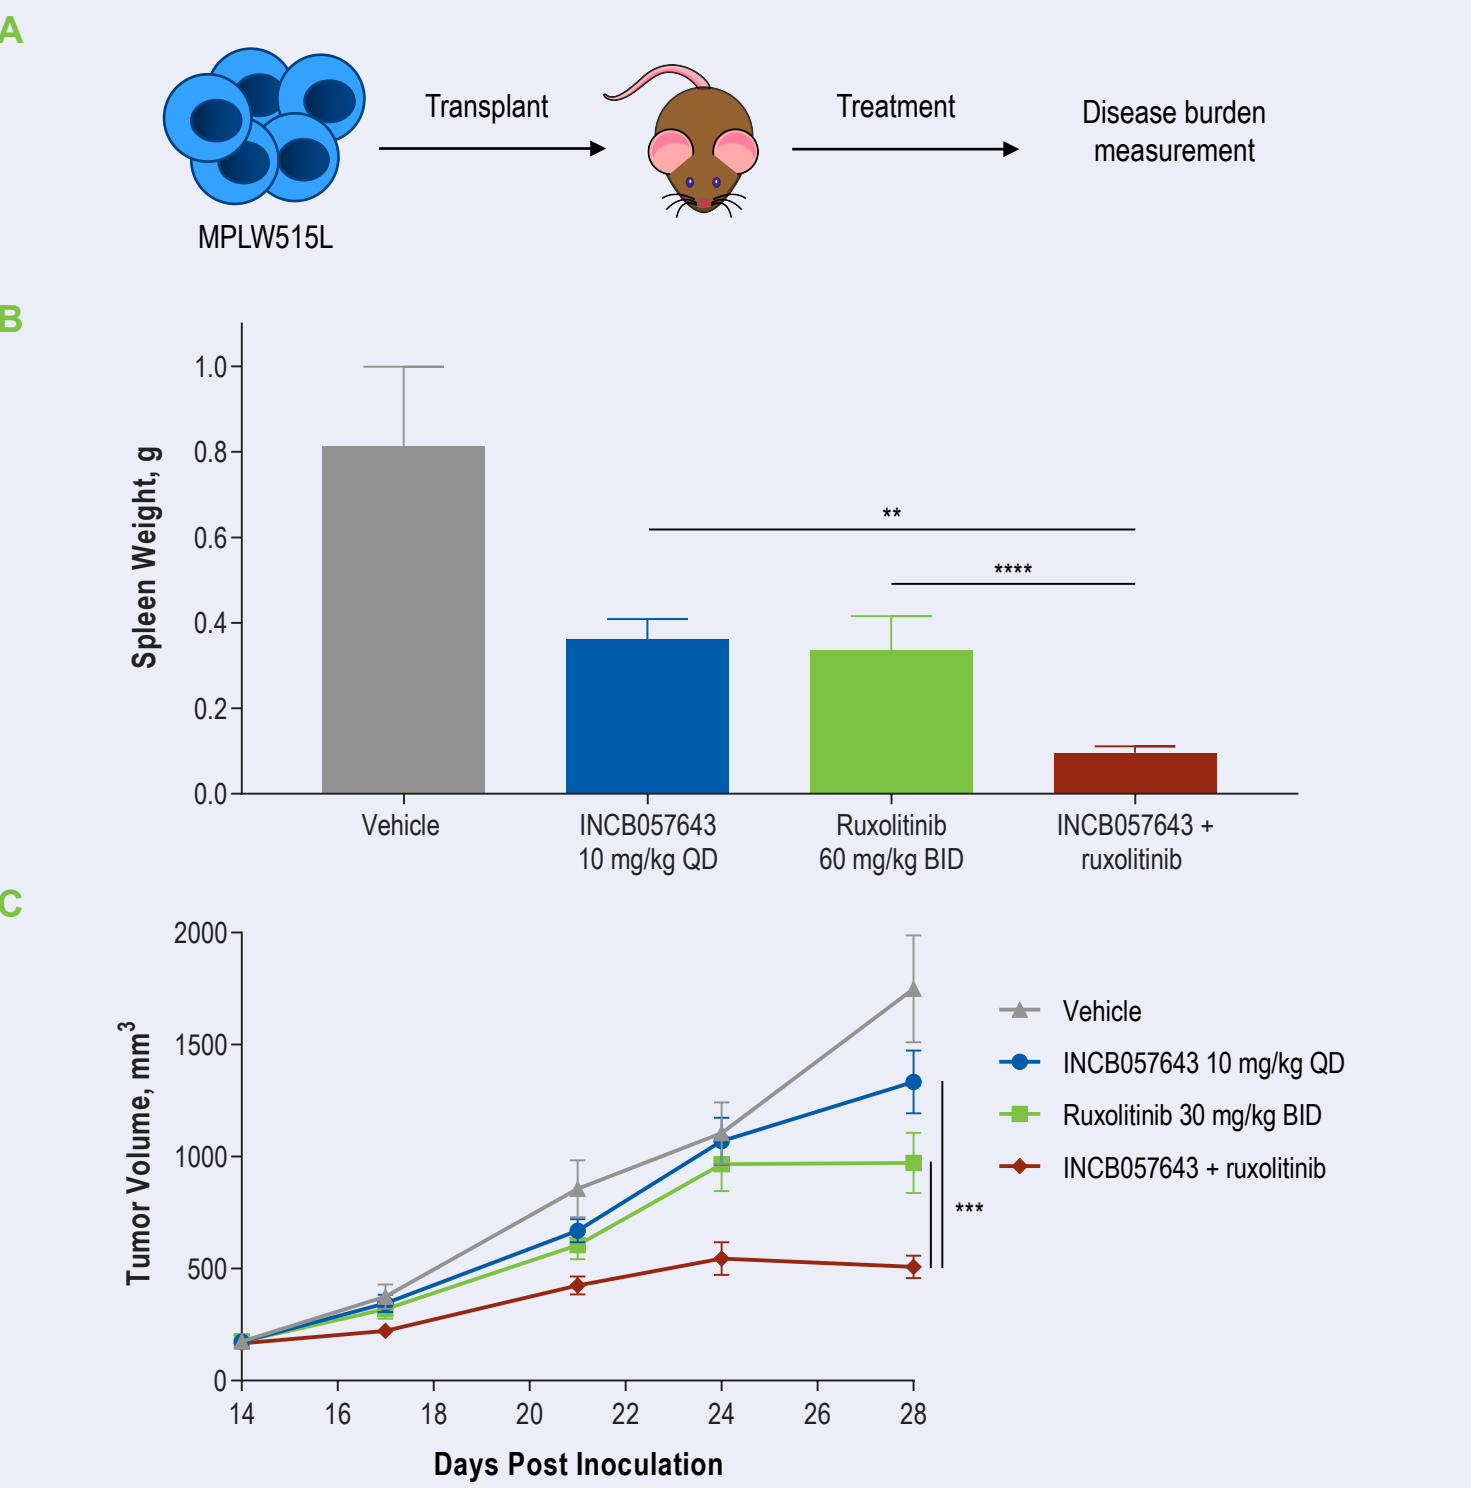 A
Transplant
Treatment
Disease burden
measurement
MPLW515L
B
Spleen Weight, g
1.0
0.8
0.6
0.4
0.2
0.0
**
****
Vehicle
INCB057643
10 mg/kg QD
Ruxolitinib
60 mg/kg BID
INCB057643 +
ruxolitinib
C
Tumor Volume, mm³
2000
1500
1000
500
0
14 16 18 20 22 24 26 28
Days Post Inoculation
Vehicle
INCB057643 10 mg/kg QD
Ruxolitinib 30 mg/kg BID
INCB057643 + ruxolitinib
***